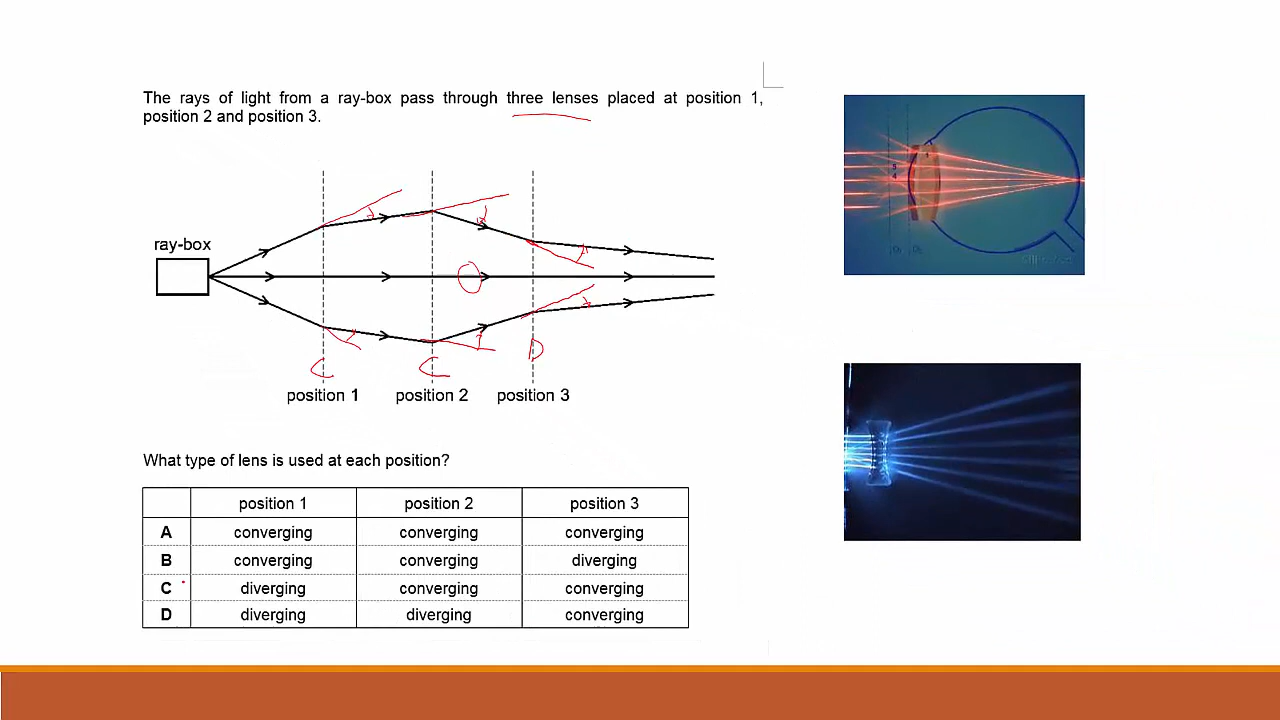 The rays of light from a ray-box pass through three lenses placed at position 1,
position 2 and position 3.
ray-box
C
C
D
position 1 position 2 position 3
What type of lens is used at each position?
position 1 position 2 position 3
A converging converging converging
B converging converging diverging
C diverging converging converging
D diverging diverging converging